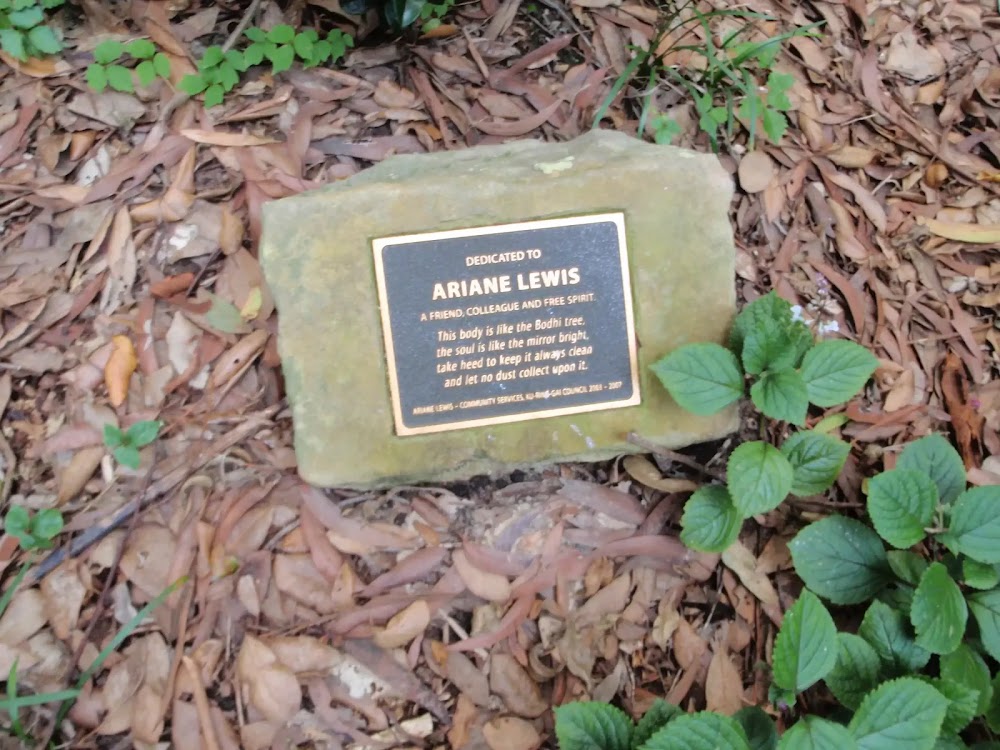 DEDICATED TO
ARIANE LEWIS
A FRIEND, COLLEAGUE AND FREE SPIRIT.
This body is like the Bodhi tree,
the soul is like the mirror bright,
take heed to keep it always clean
and let no dust collect upon it.
ARIANE LEWIS – COMMUNITY SERVICES, KU-RING-GAI COUNCIL 2003 – 2007